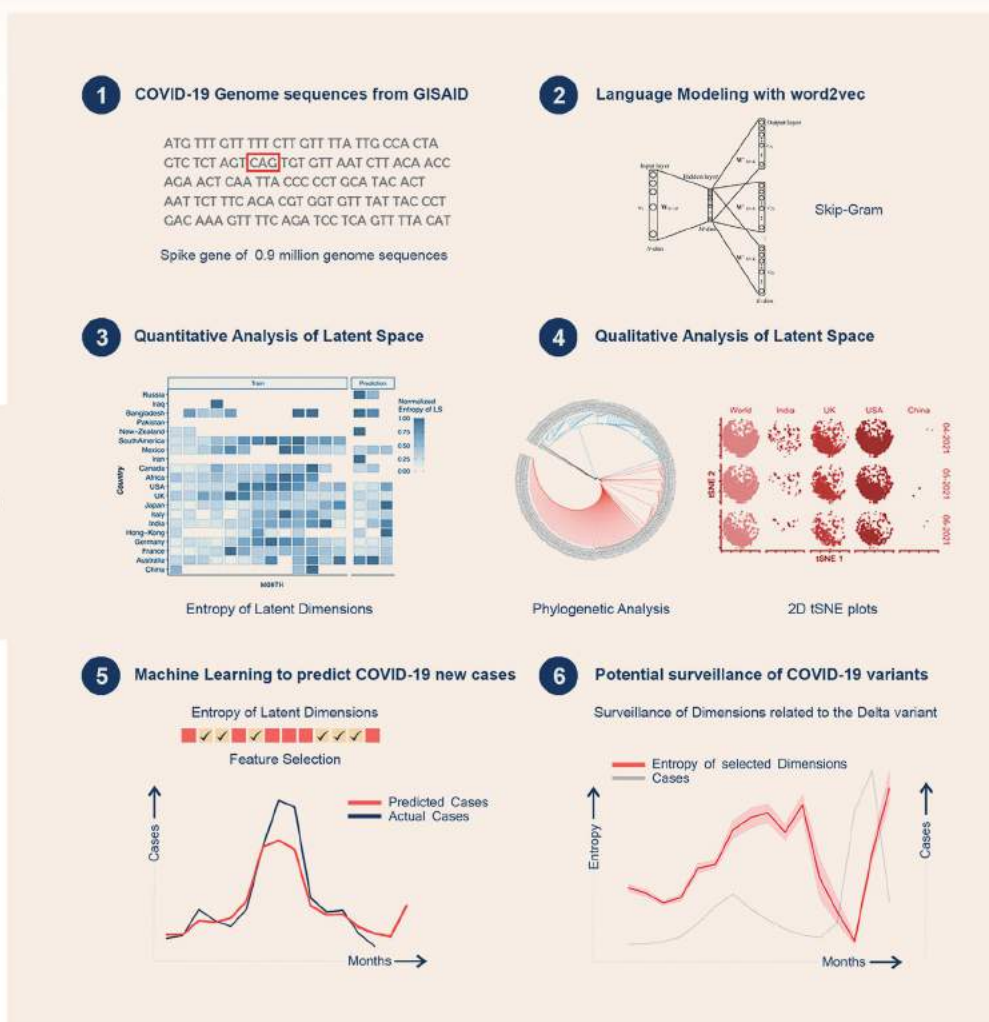 1 COVID-19 Genome sequences from GISAID
ATG TTT GTT TTT CTT GTT TTA TTG CCA CTA
GTC TCT AGT CAG TGT GTT AAT CTT ACA ACC
AGA ACT CAA TTA CCC CCT GCA TAC ACT
AAT TCT TTC ACA CGT GGT GTT TAT TAC CCT
GAC AAA GTT TTC AGA TCC TCA GTT TTA CAT
Spike gene of 0.9 million genome sequences
2 Language Modeling with word2vec
Output layer
Input layer
Hidden layer
Skip-Gram
3 Quantitative Analysis of Latent Space
Train
Prediction
Country
Russia
Iraq
Bangladesh
Pakistan
New-Zealand
SouthAmerica
Mexico
Iran
Canada
Africa
USA
UK
Japan
Italy
India
Hong-Kong
Germany
France
Australia
China
MONTH
Normalized
Entropy of LS
1.00
0.75
0.50
0.25
0.00
Entropy of Latent Dimensions
4 Qualitative Analysis of Latent Space
Phylogenetic Analysis
World India UK USA China
04-2021
05-2021
06-2021
tSNE 2
tSNE 1
2D tSNE plots
5 Machine Learning to predict COVID-19 new cases
Entropy of Latent Dimensions
Feature Selection
Predicted Cases
Actual Cases
Cases
Months
6 Potential surveillance of COVID-19 variants
Surveillance of Dimensions related to the Delta variant
Entropy of selected Dimensions
Cases
Entropy
Cases
Months